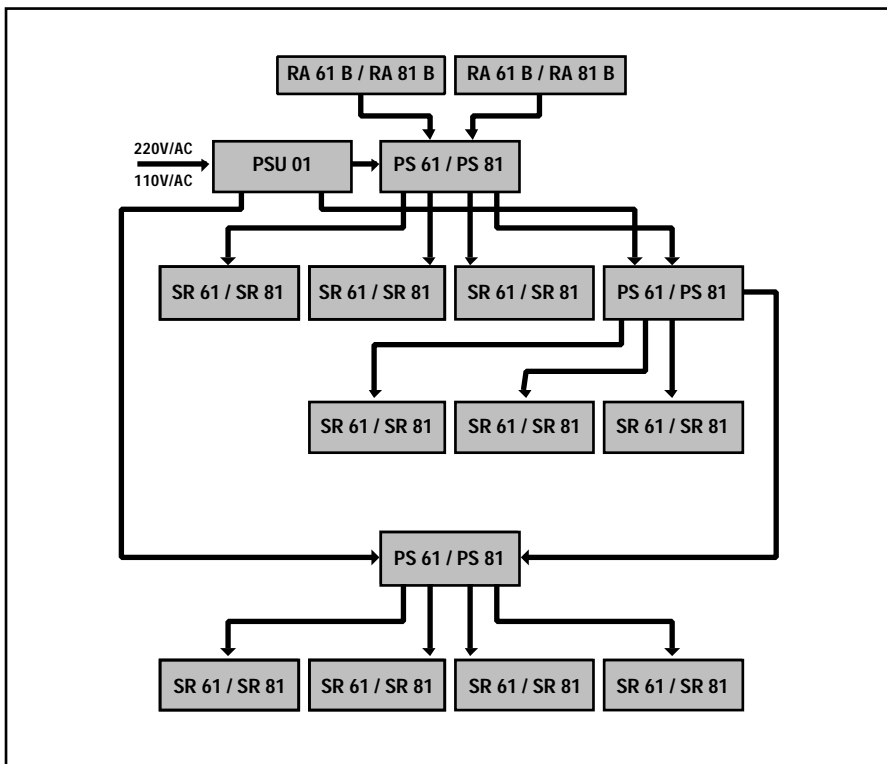 RA 61 B / RA 81 B
RA 61 B / RA 81 B
220V/AC
110V/AC
PSU 01
PS 61 / PS 81
SR 61 / SR 81
SR 61 / SR 81
SR 61 / SR 81
PS 61 / PS 81
SR 61 / SR 81
SR 61 / SR 81
SR 61 / SR 81
PS 61 / PS 81
SR 61 / SR 81
SR 61 / SR 81
SR 61 / SR 81
SR 61 / SR 81